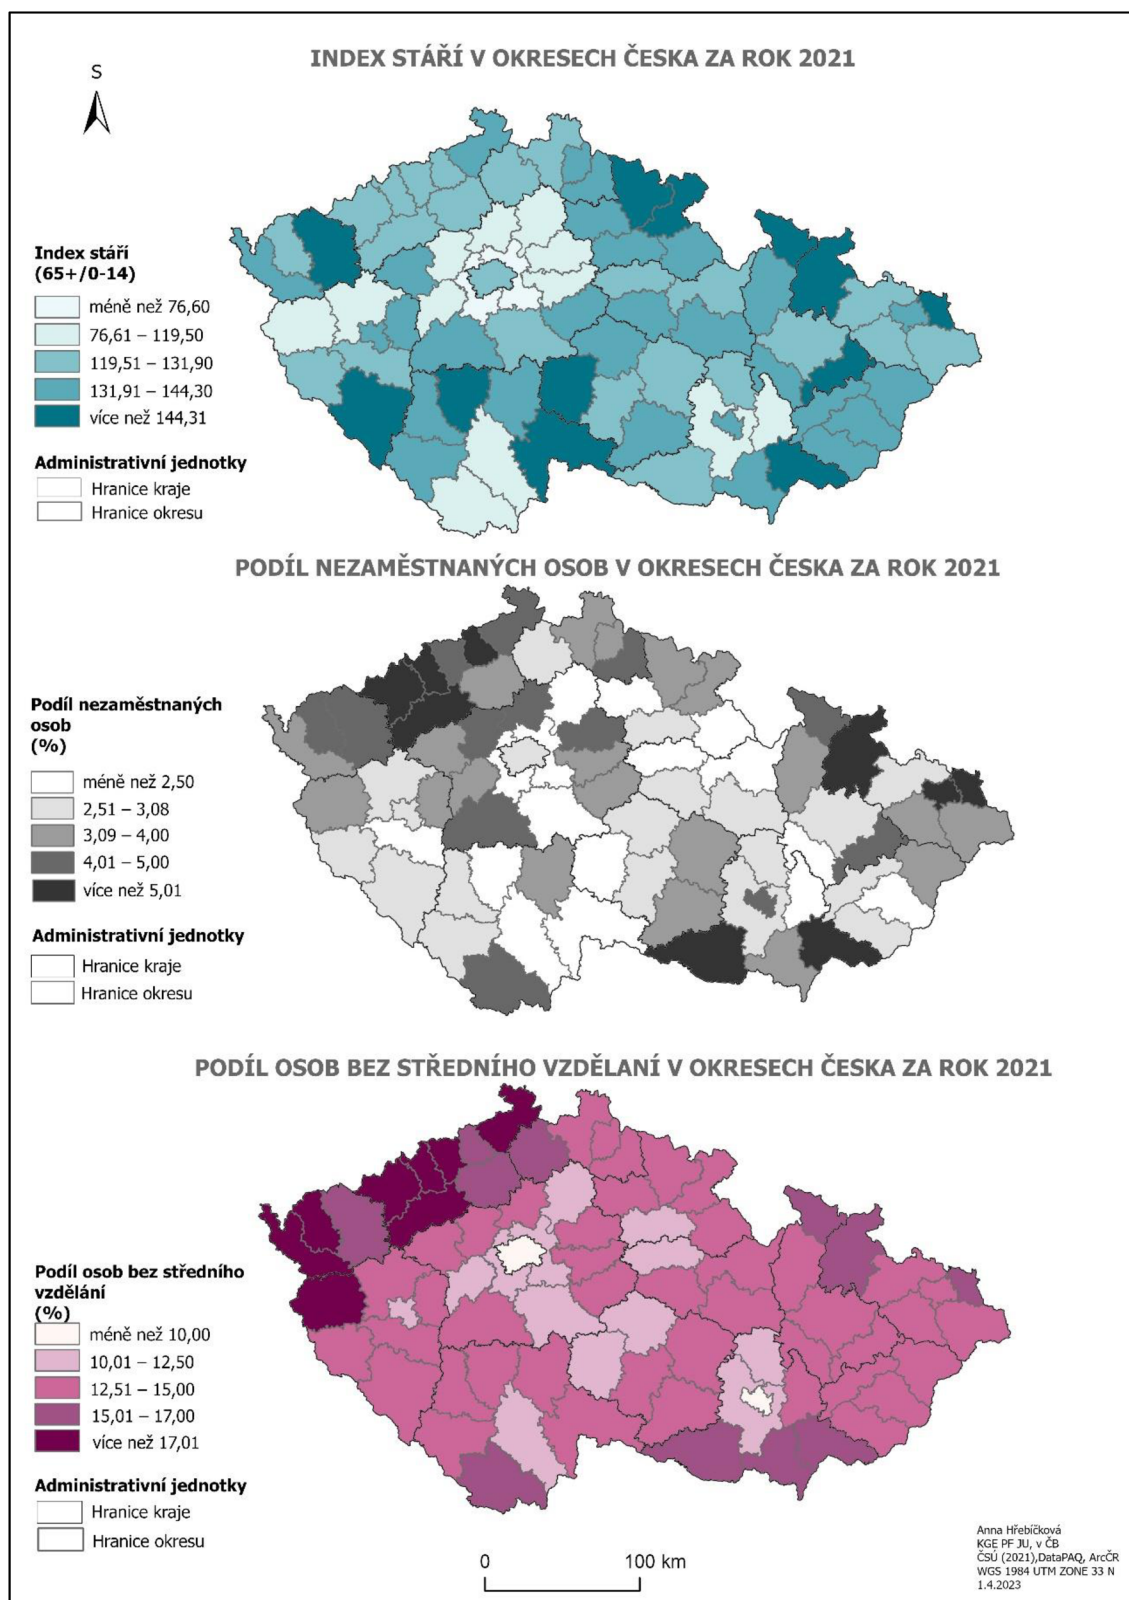 INDEX STÁŘÍ V OKRESECH ČESKA ZA ROK 2021
S
Index stáří
(65+/0-14)
méně než 76,60
76,61 – 119,50
119,51 – 131,90
131,91 – 144,30
více než 144,31
Administrativní jednotky
Hranice kraje
Hranice okresu
PODÍL NEZAMĚSTNANÝCH OSOB V OKRESECH ČESKA ZA ROK 2021
Podíl nezaměstnaných
osob
(%)
méně než 2,50
2,51 – 3,08
3,09 – 4,00
4,01 – 5,00
více než 5,01
Administrativní jednotky
Hranice kraje
Hranice okresu
PODÍL OSOB BEZ STŘEDNÍHO VZDĚLANÍ V OKRESECH ČESKA ZA ROK 2021
Podíl osob bez středního
vzdělání
(%)
méně než 10,00
10,01 – 12,50
12,51 – 15,00
15,01 – 17,00
více než 17,01
Administrativní jednotky
Hranice kraje
Hranice okresu
0 100 km
Anna Hřebíčková
KGE PF JU, v ČB
ČSÚ (2021),DataPAQ, ArcČR
WGS 1984 UTM ZONE 33 N
1.4.2023